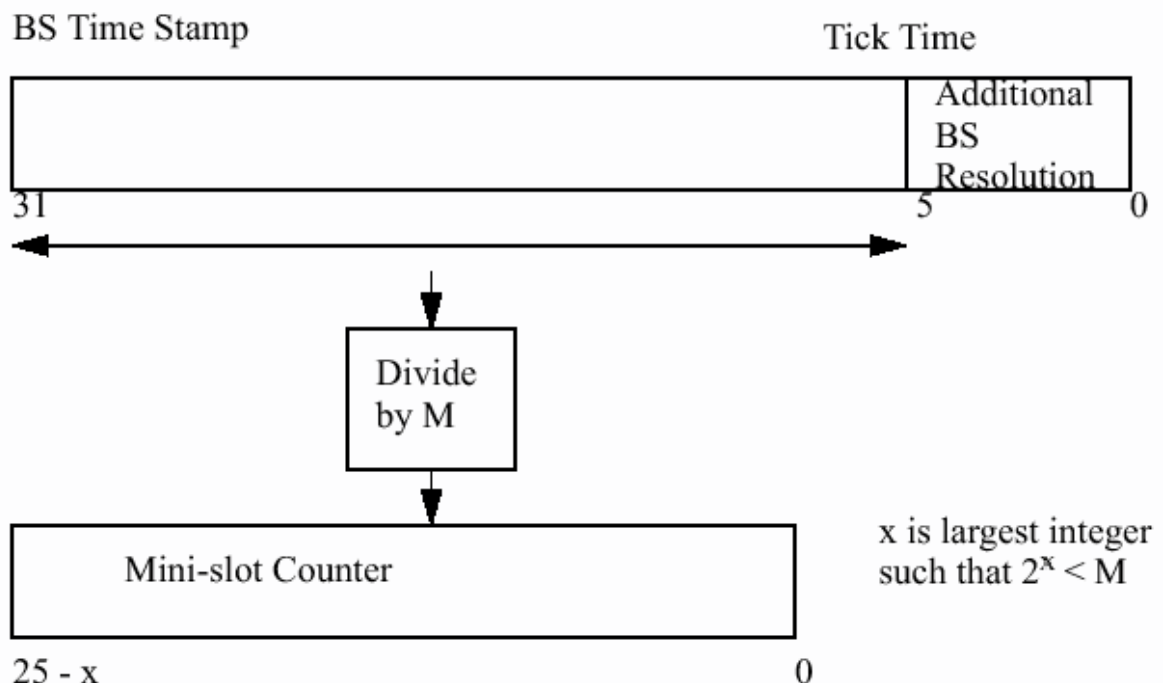 BS Time Stamp
Tick Time
Additional
BS
Resolution
31
5
0
Divide
by M
Mini-slot Counter
x is largest integer
such that 2ˣ < M
25 - x
0